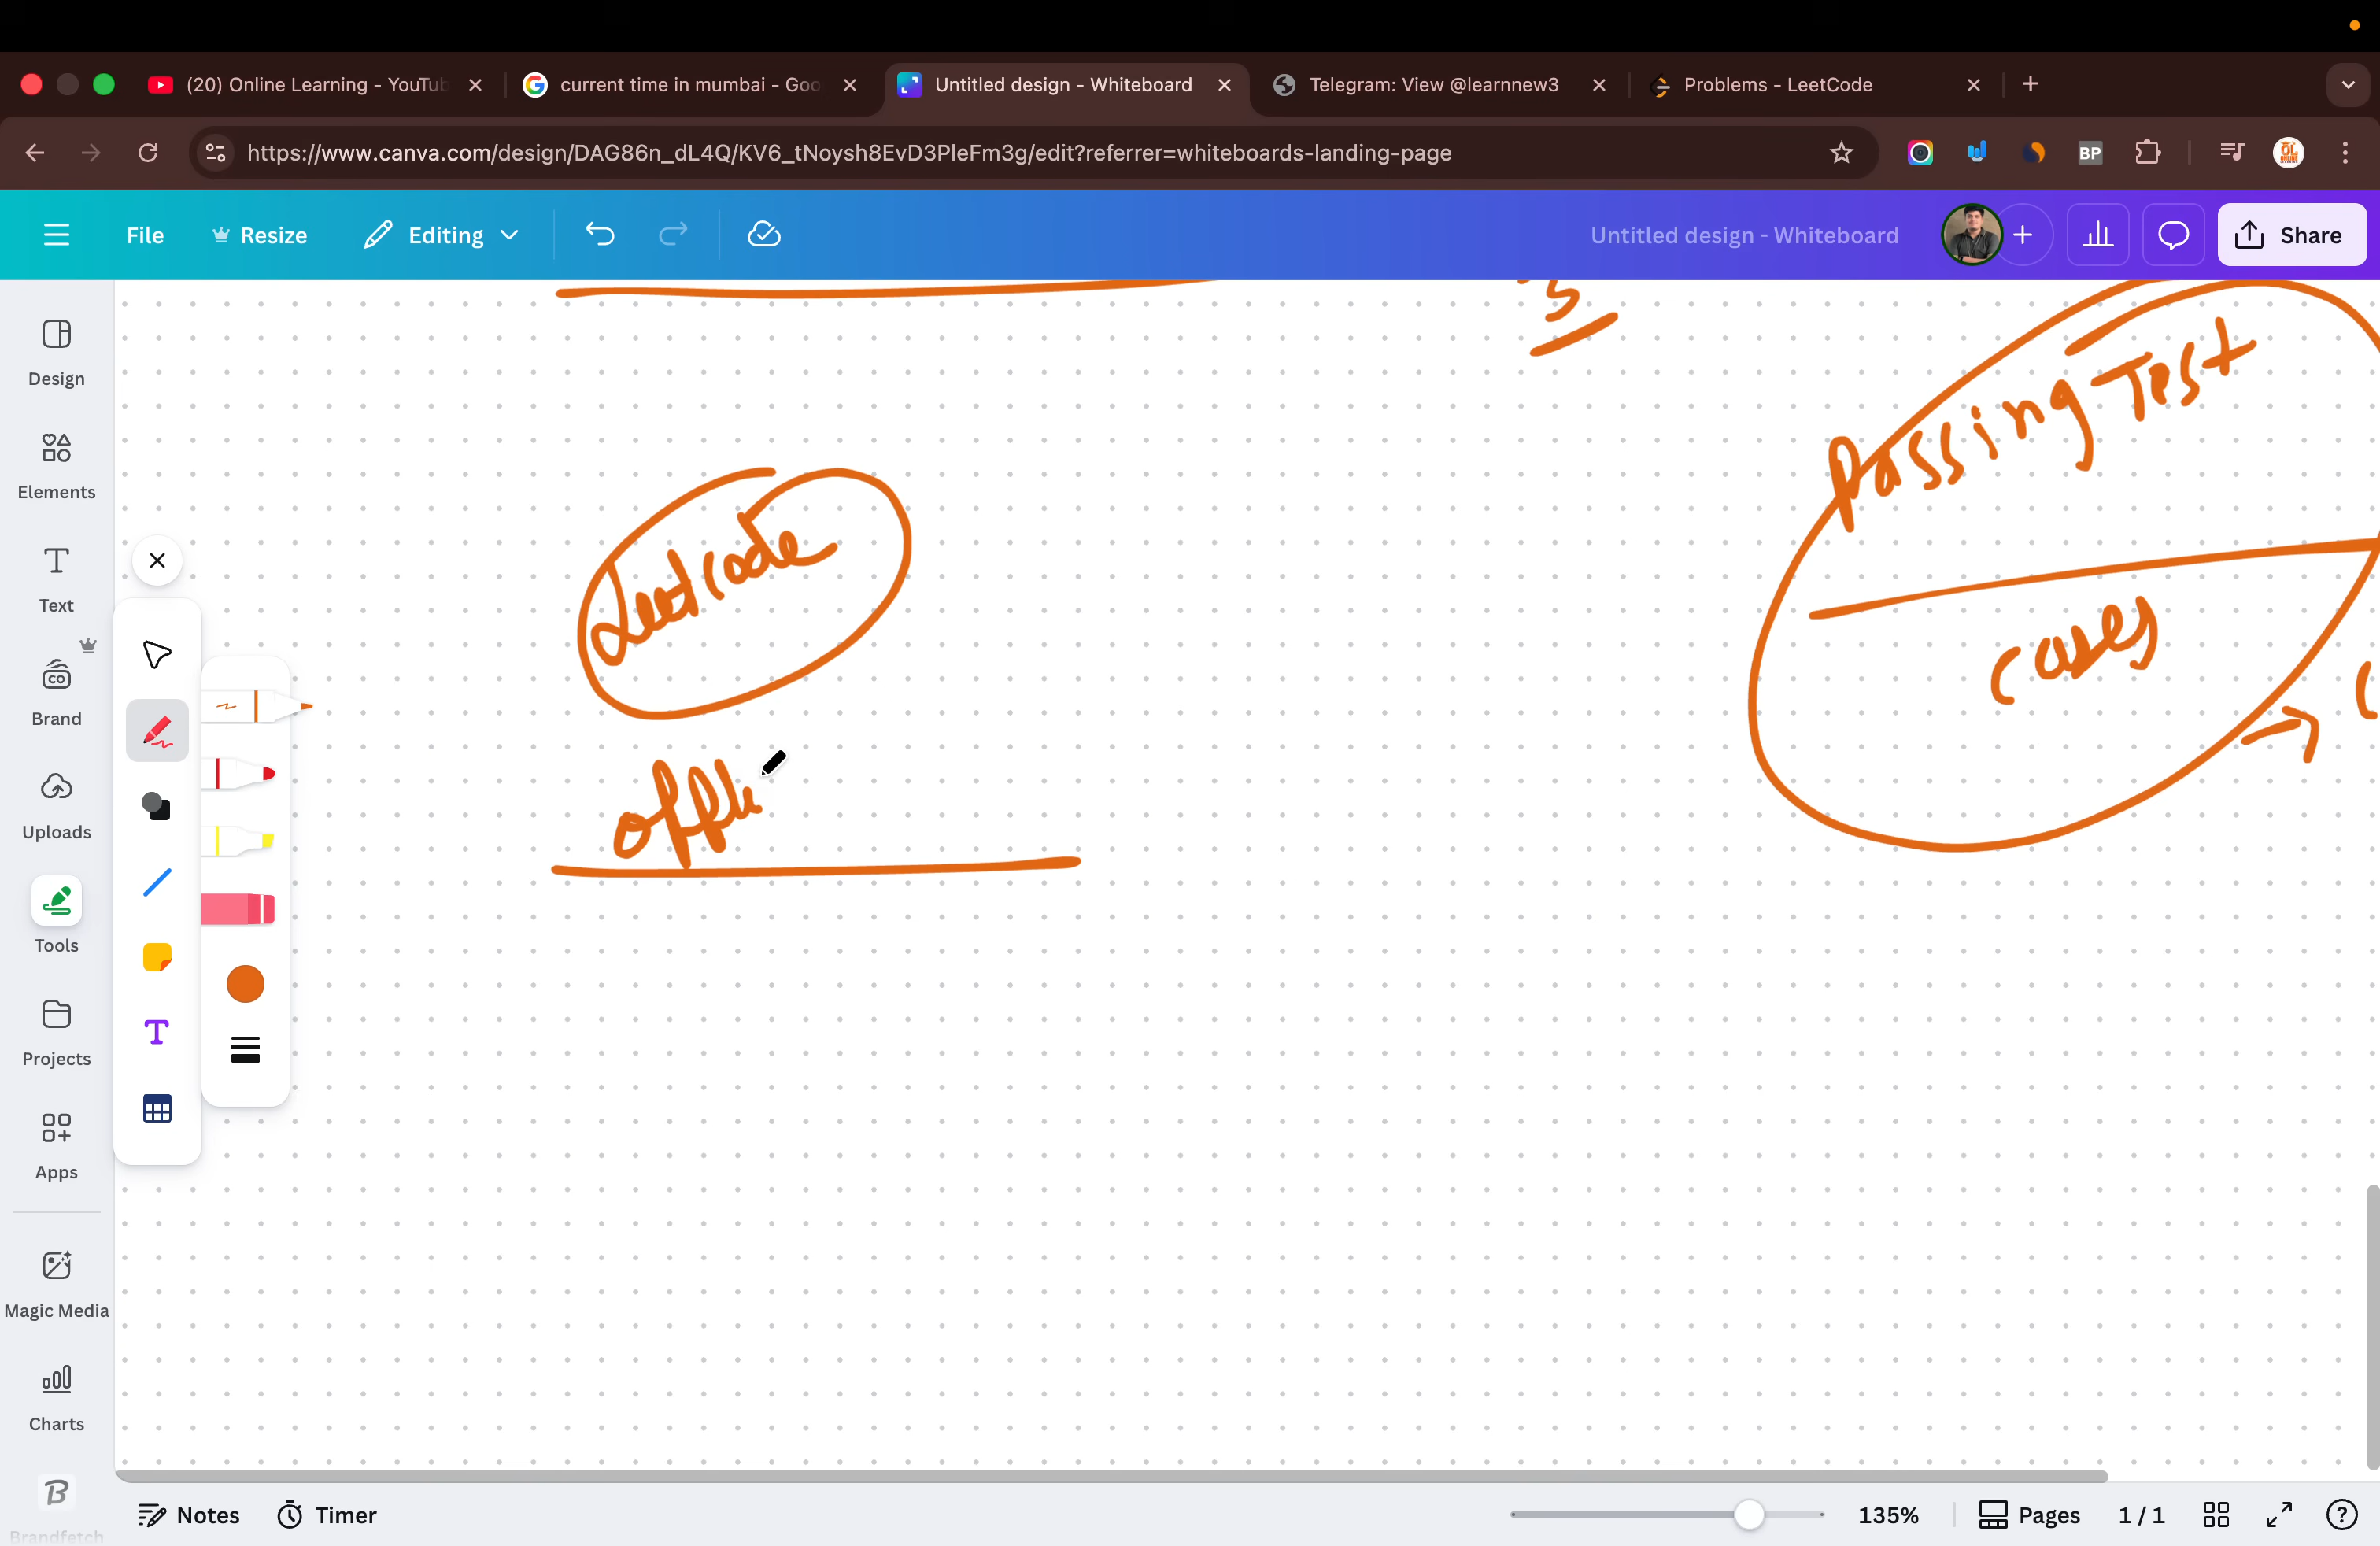 (20) Online Learning - YouTub
current time in mumbai - Goo
Untitled design - Whiteboard
Telegram: View @learnnew3
Problems - LeetCode
https://www.canva.com/design/DAG86n_dL4Q/KV6_tNoysh8EvD3PleFm3g/edit?referrer=whiteboards-landing-page
BP
OL
File
Resize
Editing
Untitled design - Whiteboard
Share
Design
Elements
Text
Brand
Uploads
Tools
Projects
Apps
Magic Media
Charts
Brandfetch
Passing Test
cases
Leetcode
Notes
Timer
135%
Pages
1 / 1